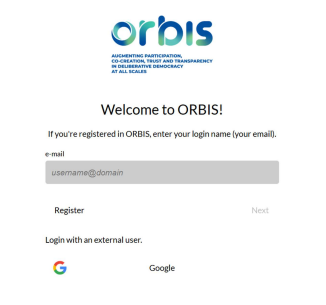 orbis
AUGMENTING PARTICIPATION,
CO-CREATION, TRUST AND TRANSPARENCY
IN DELIBERATIVE DEMOCRACY
AT ALL SCALES
Welcome to ORBIS!
If you're registered in ORBIS, enter your login name (your email).
e-mail
username@domain
Register Next
Login with an external user.
Google